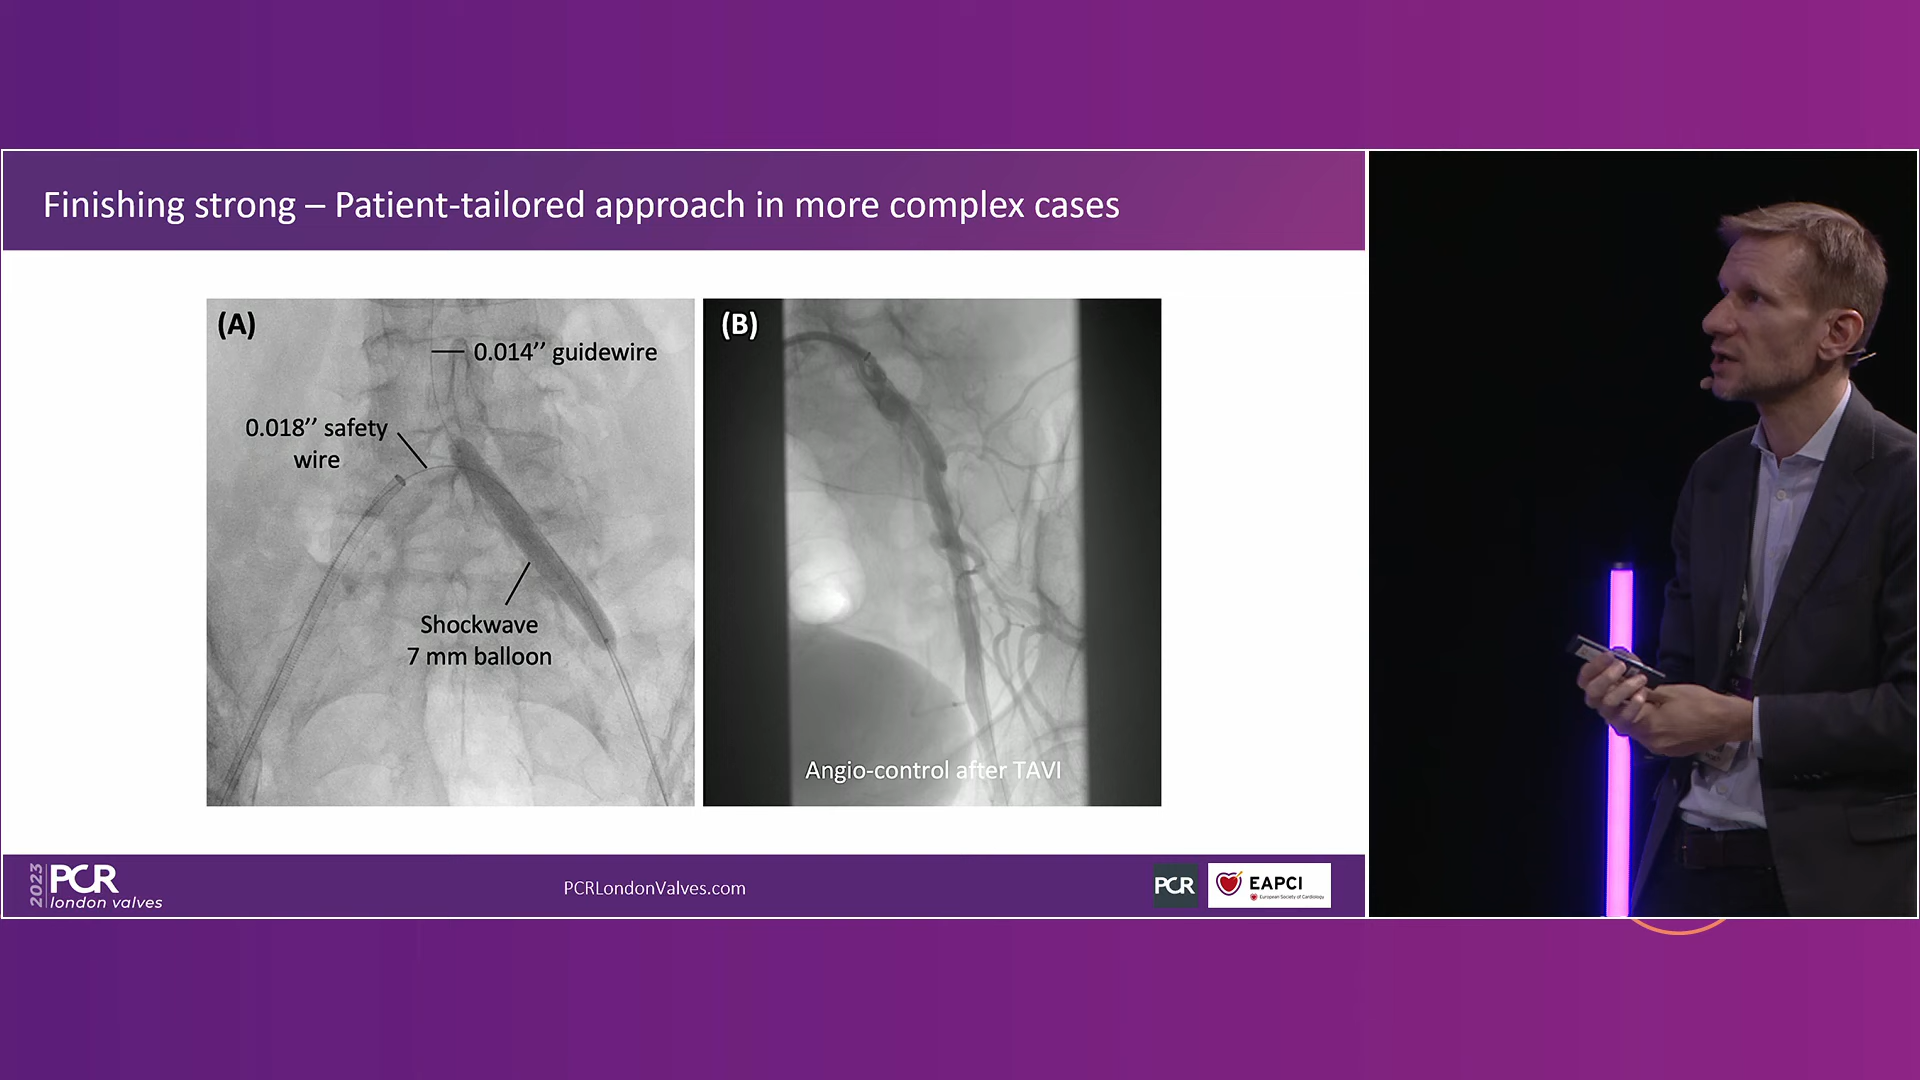 Finishing strong – Patient-tailored approach in more complex cases
(A)
0.014’’ guidewire
0.018’’ safety
wire
Shockwave
7 mm balloon
(B)
Angio-control after TAVI
2023
PCR
london valves
PCRLondonValves.com
PCR
EAPCI
European Society of Cardiology